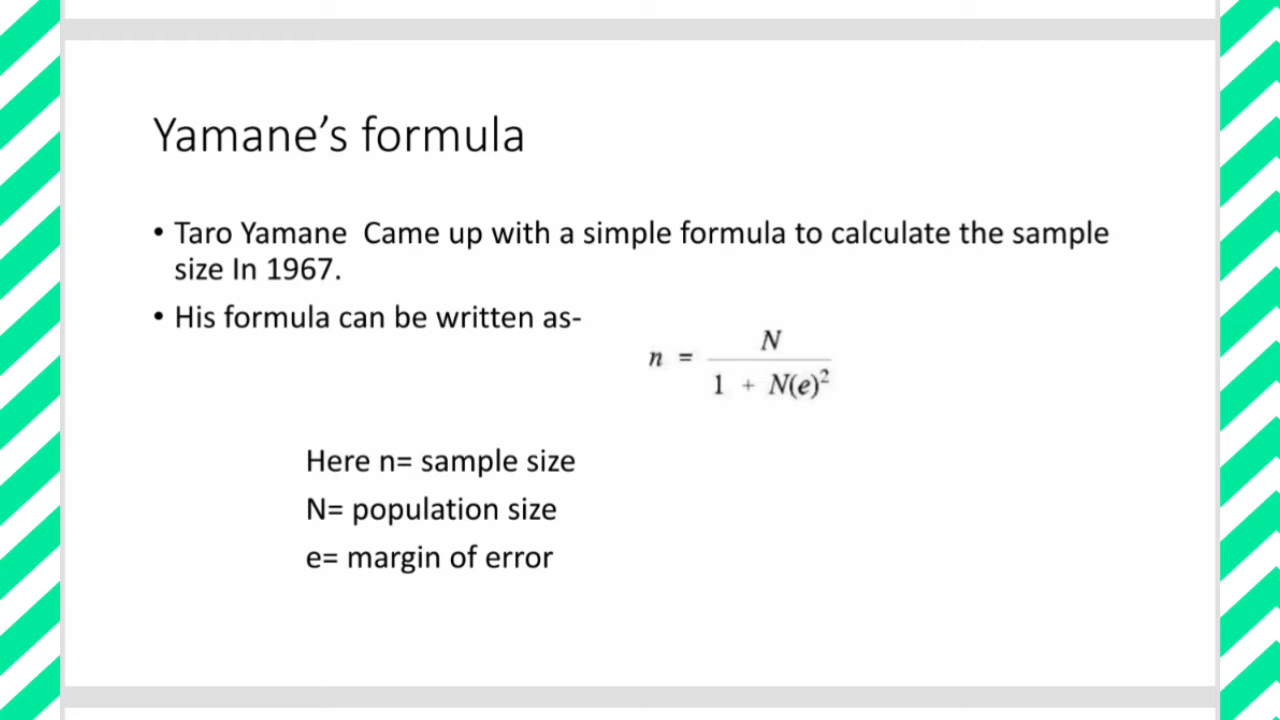 Yamane’s formula
• Taro Yamane  Came up with a simple formula to calculate the sample
size In 1967.
• His formula can be written as-
n = N / 1 + N(e)²
Here n= sample size
N= population size
e= margin of error